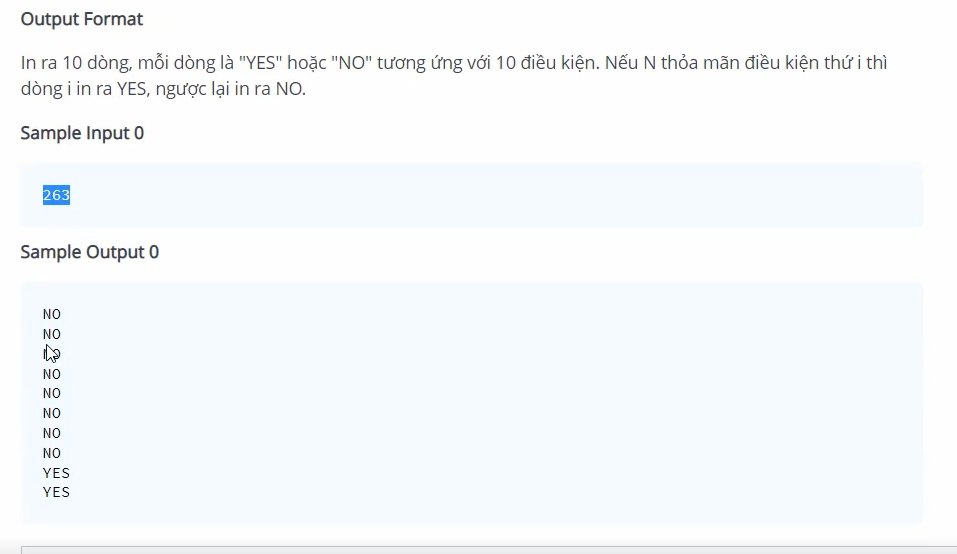 Output Format
In ra 10 dòng, mỗi dòng là "YES" hoặc "NO" tương ứng với 10 điều kiện. Nếu N thỏa mãn điều kiện thứ i thì
dòng i in ra YES, ngược lại in ra NO.
Sample Input 0
263
Sample Output 0
NO
NO
NO
NO
NO
NO
NO
NO
YES
YES